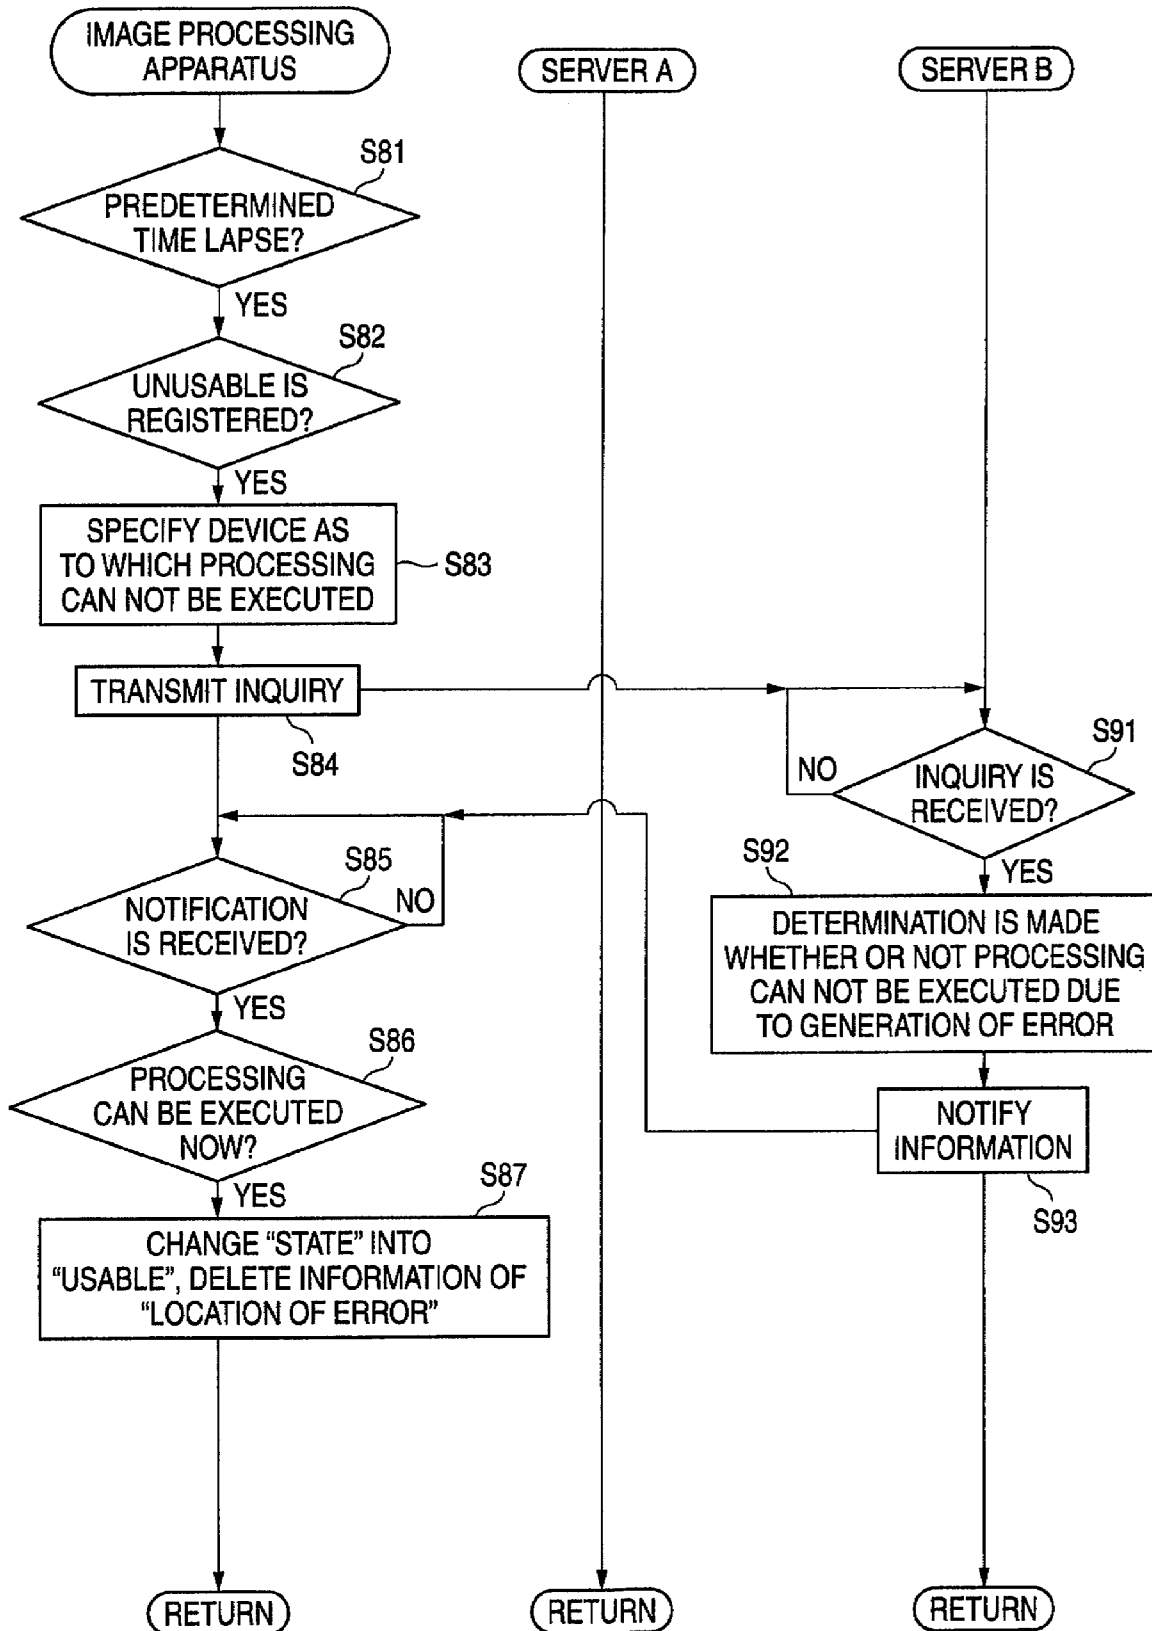 IMAGE PROCESSING
APPARATUS
SERVER A
SERVER B
S81
PREDETERMINED
TIME LAPSE?
YES
S82
UNUSABLE IS
REGISTERED?
YES
SPECIFY DEVICE AS
TO WHICH PROCESSING
CAN NOT BE EXECUTED
S83
TRANSMIT INQUIRY
S84
S91
INQUIRY IS
RECEIVED?
NO
YES
S85
NOTIFICATION
IS RECEIVED?
NO
YES
S92
DETERMINATION IS MADE
WHETHER OR NOT PROCESSING
CAN NOT BE EXECUTED DUE
TO GENERATION OF ERROR
S86
PROCESSING
CAN BE EXECUTED
NOW?
YES
NOTIFY
INFORMATION
S93
S87
CHANGE “STATE” INTO
“USABLE”, DELETE INFORMATION OF
“LOCATION OF ERROR”
RETURN
RETURN
RETURN